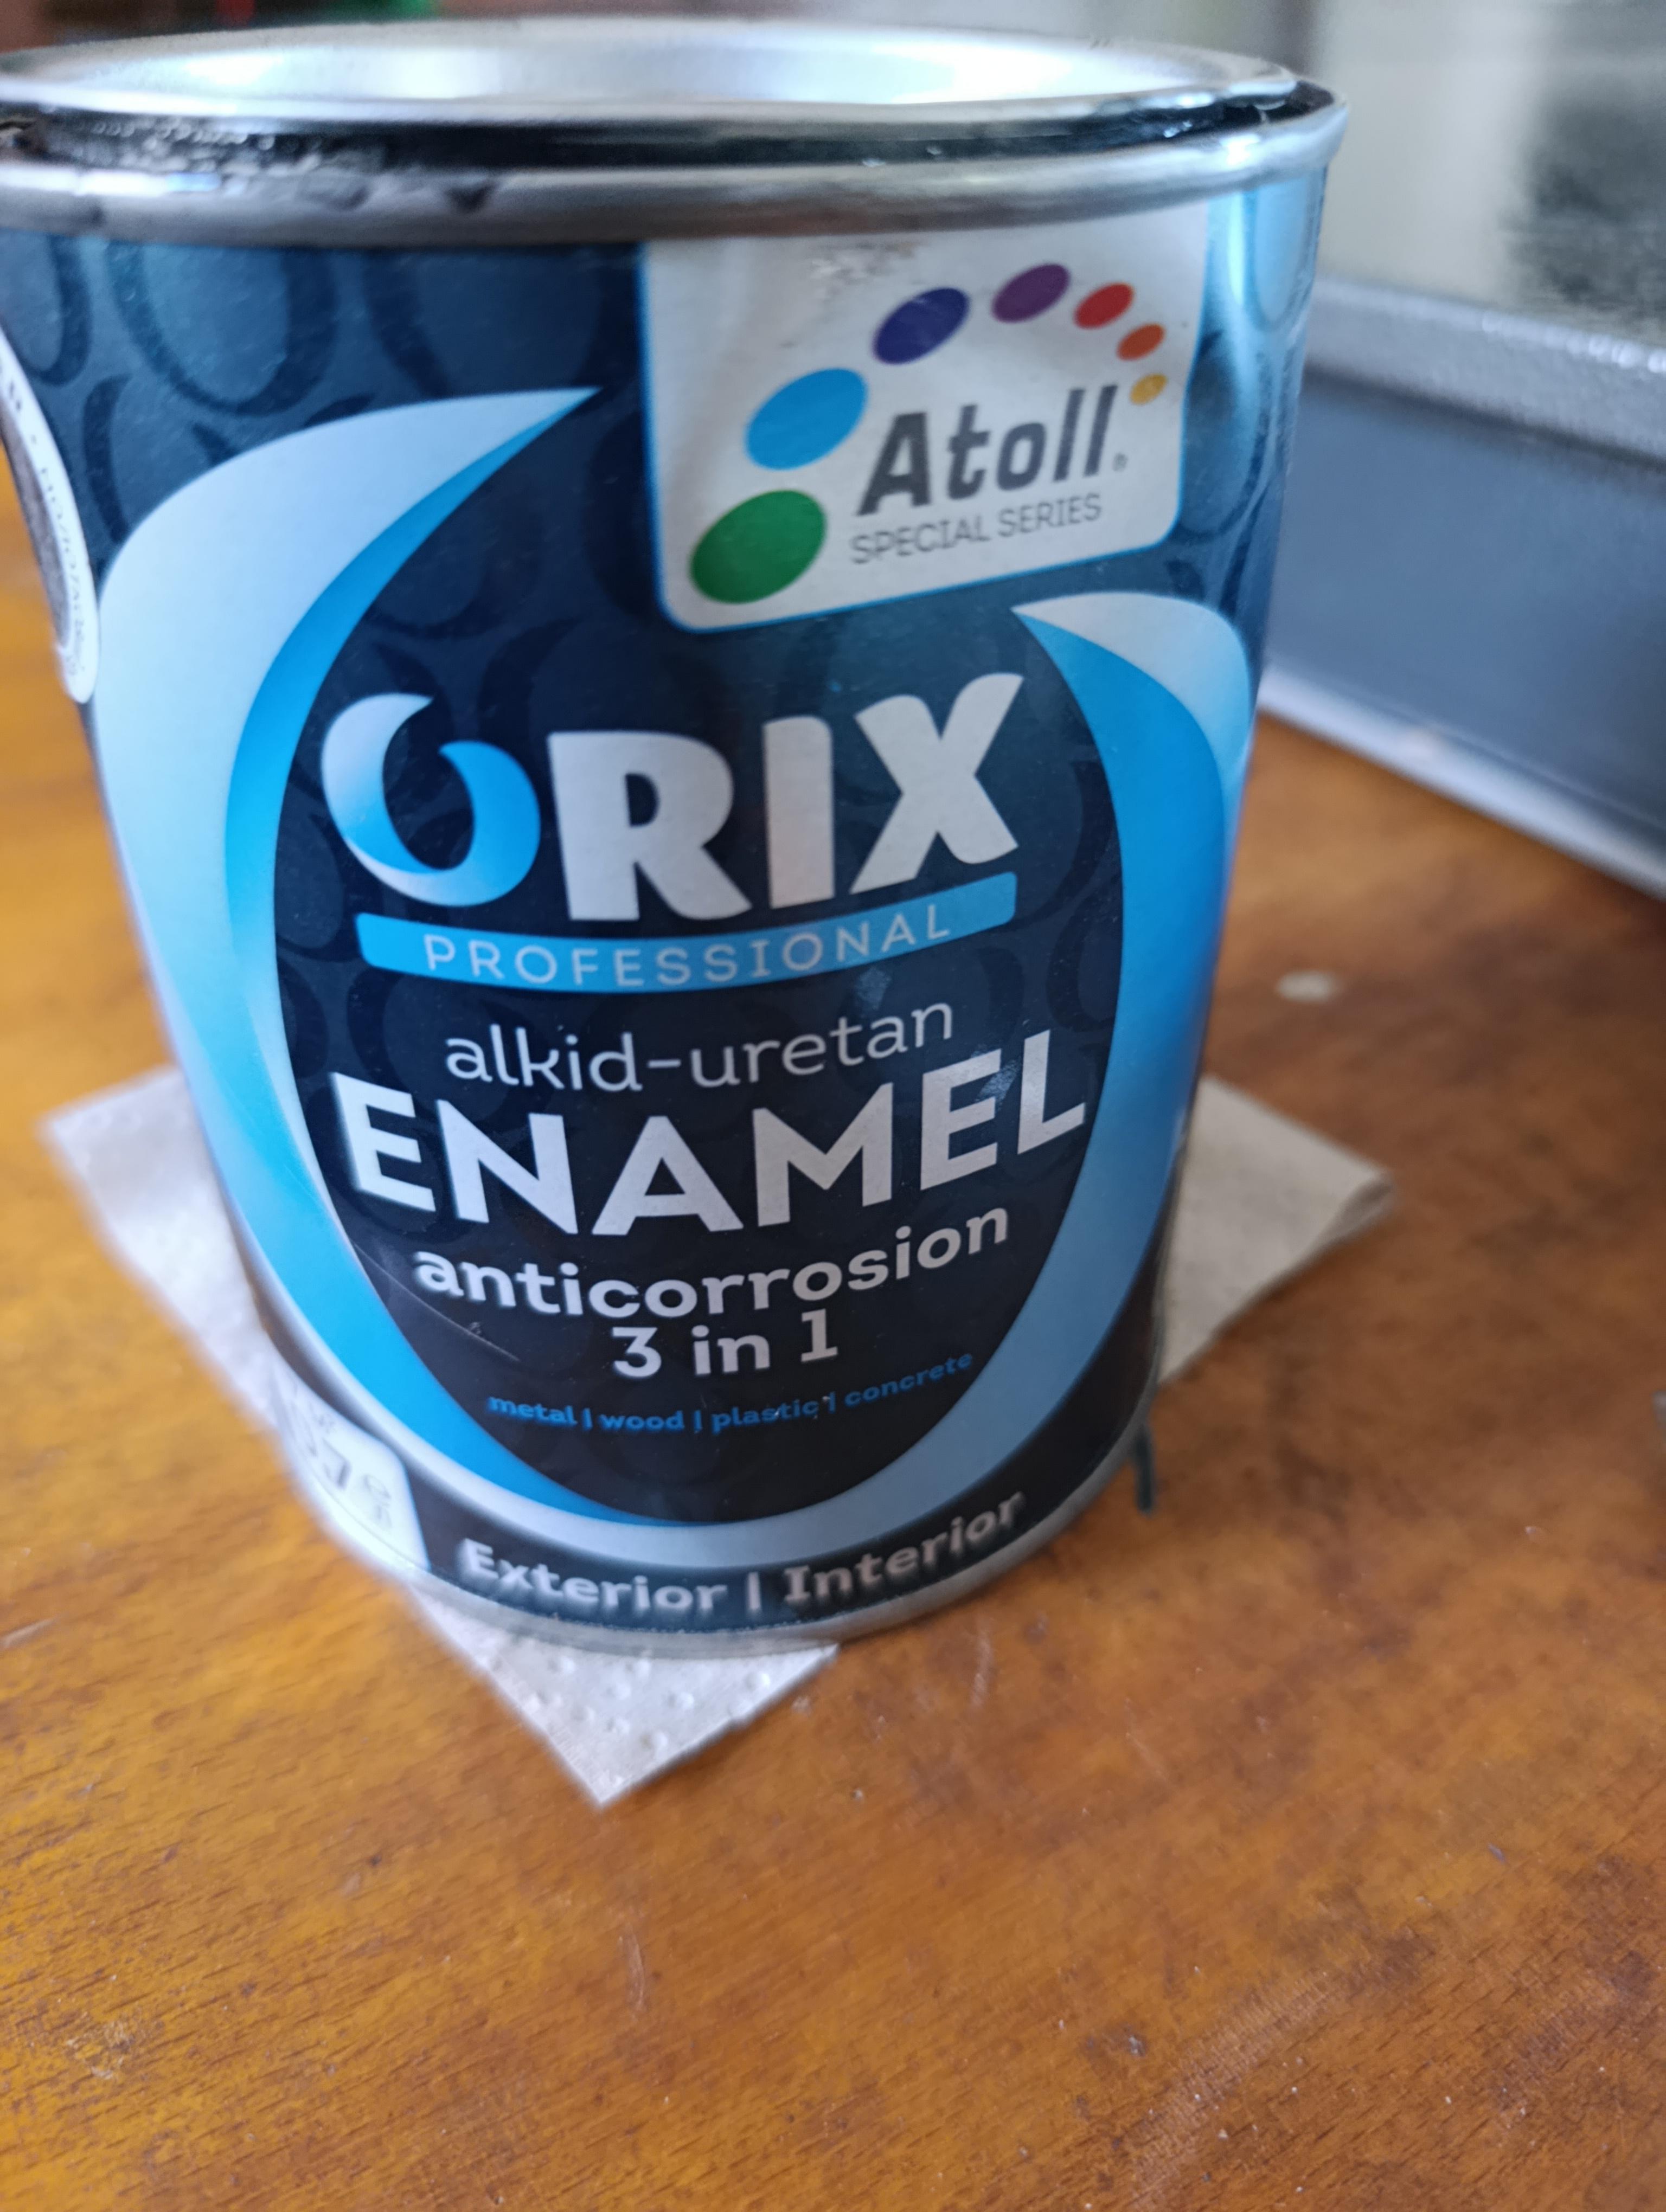 Atoll®
SPECIAL SERIES
ORIX
PROFESSIONAL
alkid-uretan
ENAMEL
anticorrosion
3 in 1
metal | wood | plastic | concrete
Exterior | Interior